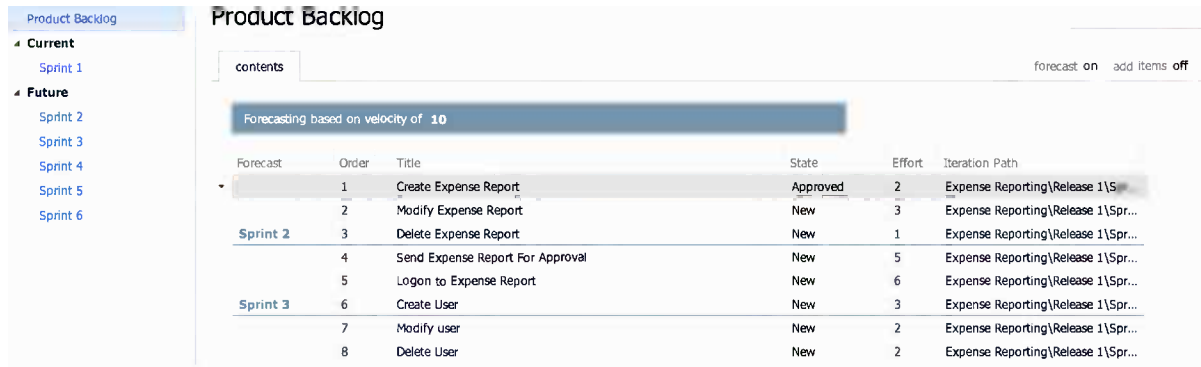 Product Backlog
Current
Sprint 1
Future
Sprint 2
Sprint 3
Sprint 4
Sprint 5
Sprint 6
Product Backlog
contents
forecast on add items off
Forecasting based on velocity of 10
Forecast Order Title State Effort Iteration Path
1 Create Expense Report Approved 2 Expense Reporting\Release 1\
2 Modify Expense Report New 3 Expense Reporting\Release 1\Spr...
Sprint 2 3 Delete Expense Report New 1 Expense Reporting\Release 1\Spr...
4 Send Expense Report For Approval New 5 Expense Reporting\Release 1\Spr...
5 Logon to Expense Report New 6 Expense Reporting\Release 1\Spr...
Sprint 3 6 Create User New 3 Expense Reporting\Release 1\Spr...
7 Modify user New 2 Expense Reporting\Release 1\Spr...
8 Delete User New 2 Expense Reporting\Release 1\Spr...